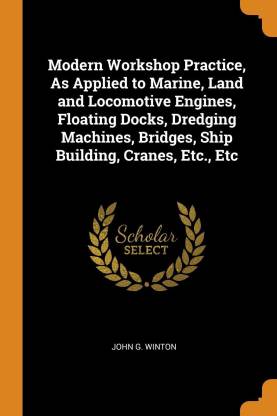 Modern Workshop Practice,
As Applied to Marine, Land
and Locomotive Engines,
Floating Docks, Dredging
Machines, Bridges, Ship
Building, Cranes, Etc., Etc
Scholar
SELECT
JOHN G. WINTON